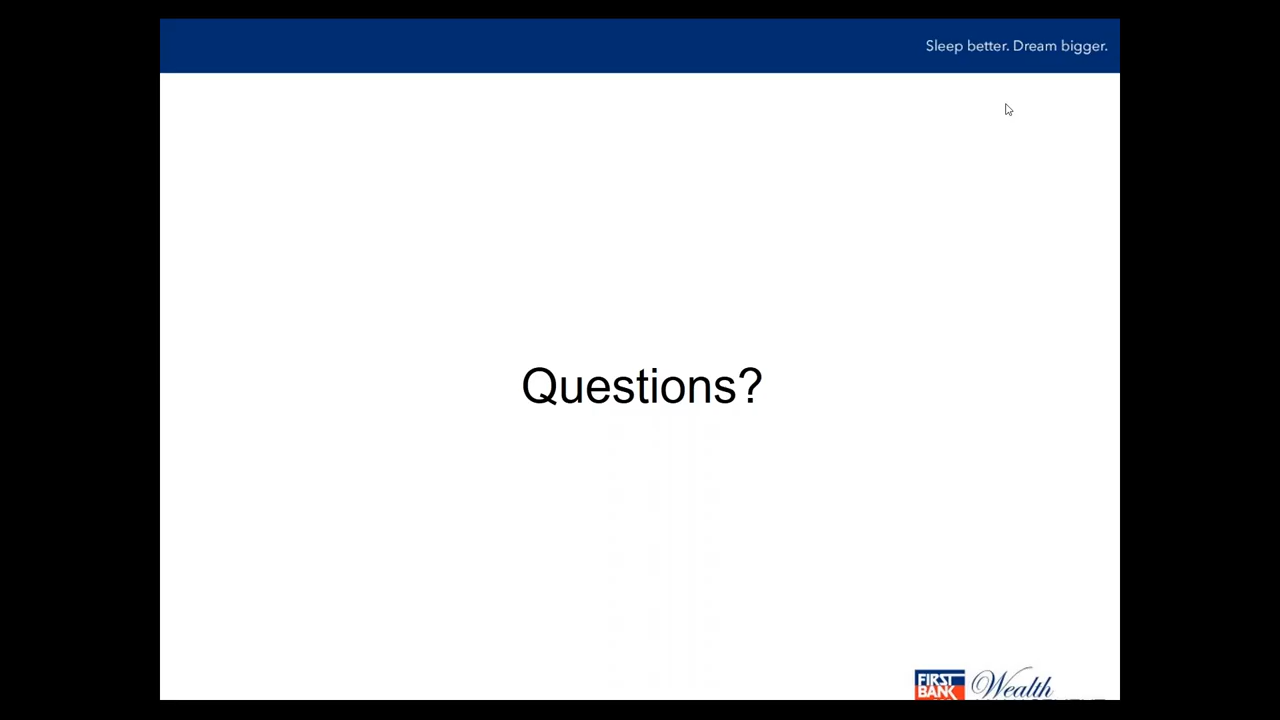 Sleep better. Dream bigger.
Questions?
FIRST
BANK
Wealth